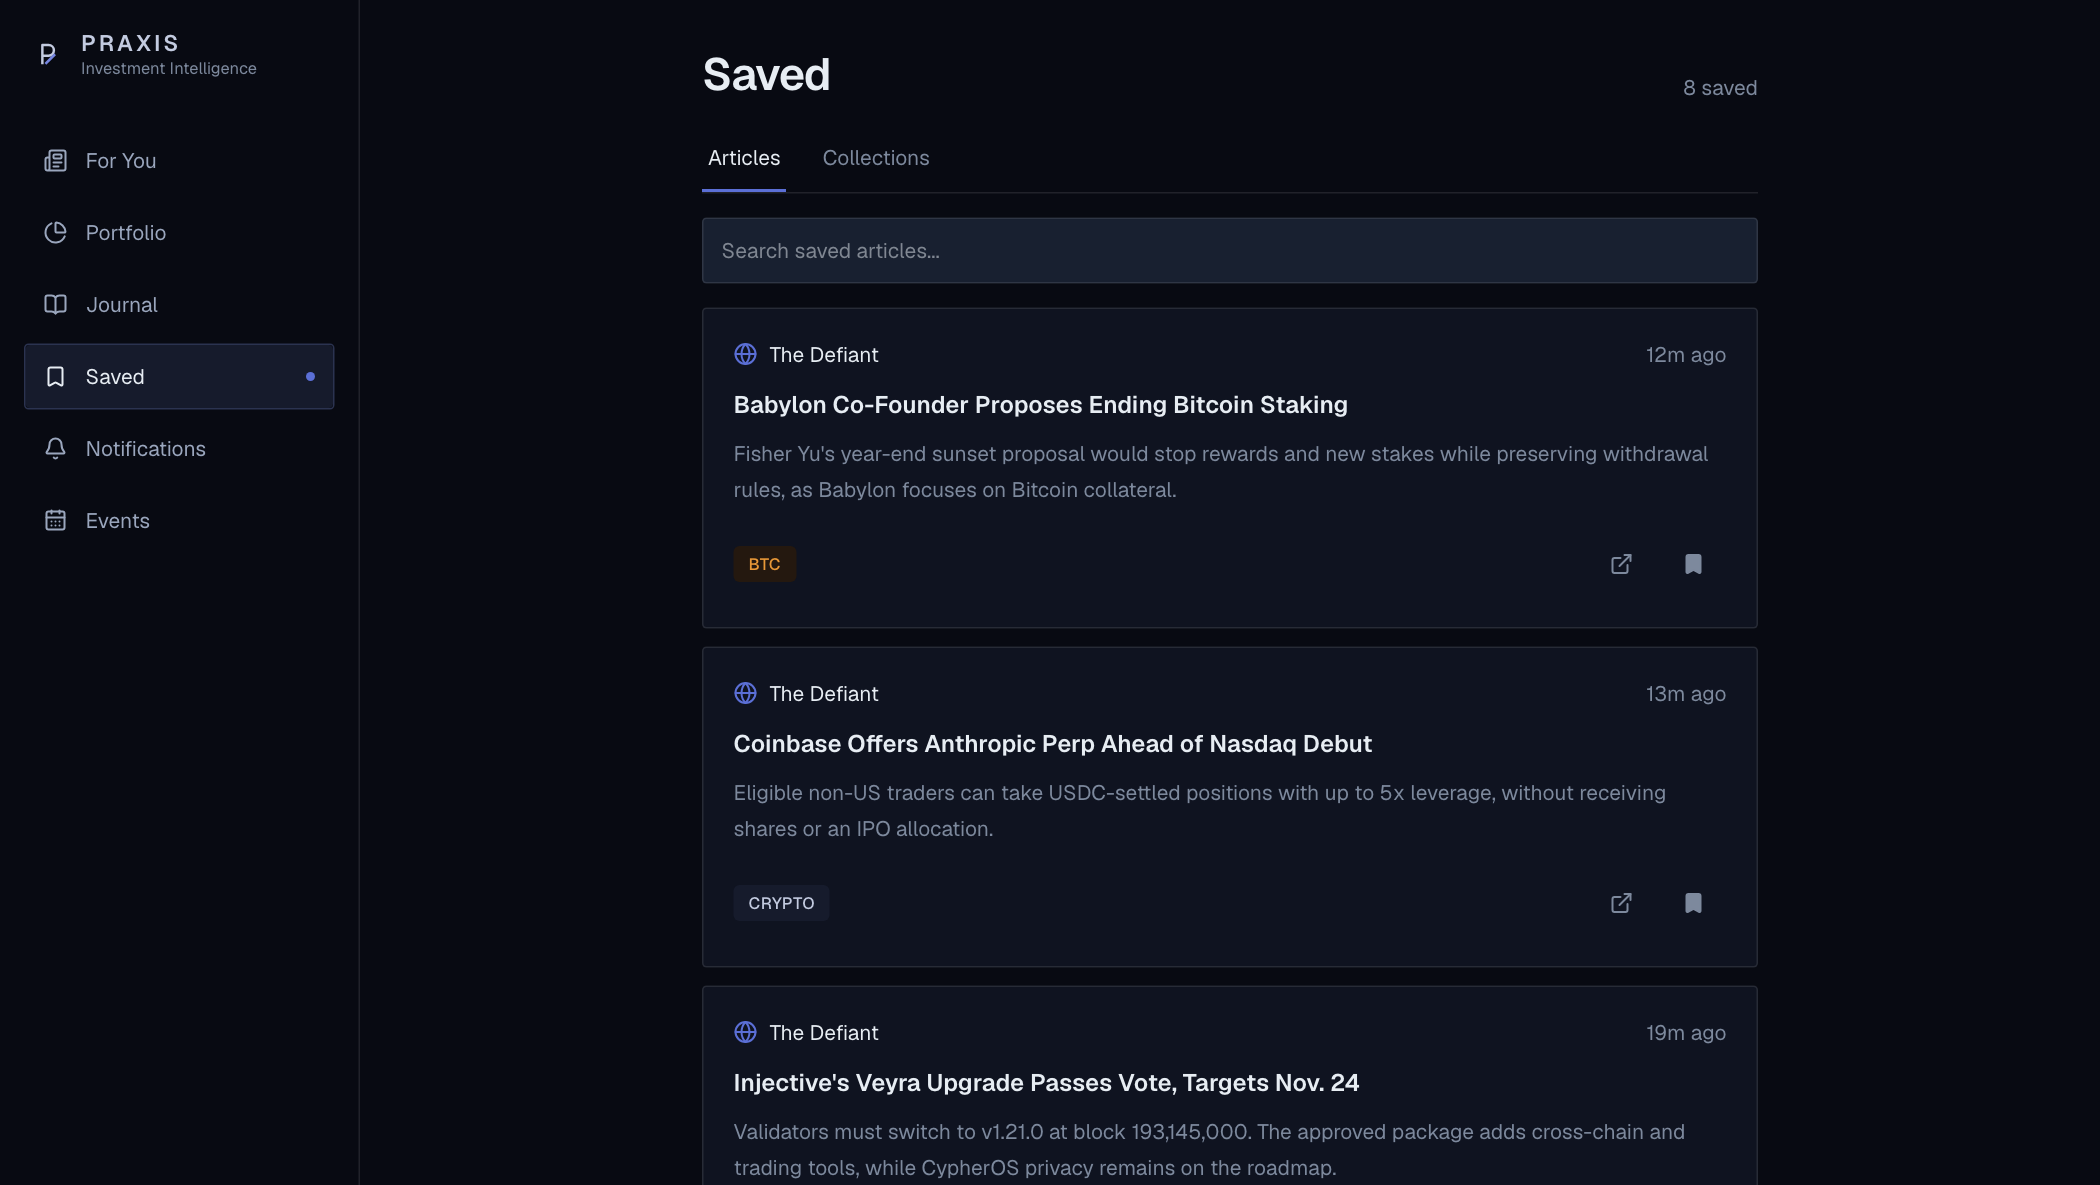 PRAXIS
Investment Intelligence
For You
Portfolio
Journal
Saved
Notifications
Events
Saved
8 saved
Articles
Collections
Search saved articles...
The Defiant
12m ago
Babylon Co-Founder Proposes Ending Bitcoin Staking
Fisher Yu's year-end sunset proposal would stop rewards and new stakes while preserving withdrawal
rules, as Babylon focuses on Bitcoin collateral.
BTC
The Defiant
13m ago
Coinbase Offers Anthropic Perp Ahead of Nasdaq Debut
Eligible non-US traders can take USDC-settled positions with up to 5x leverage, without receiving
shares or an IPO allocation.
CRYPTO
The Defiant
19m ago
Injective's Veyra Upgrade Passes Vote, Targets Nov. 24
Validators must switch to v1.21.0 at block 193,145,000. The approved package adds cross-chain and
trading tools, while CypherOS privacy remains on the roadmap.